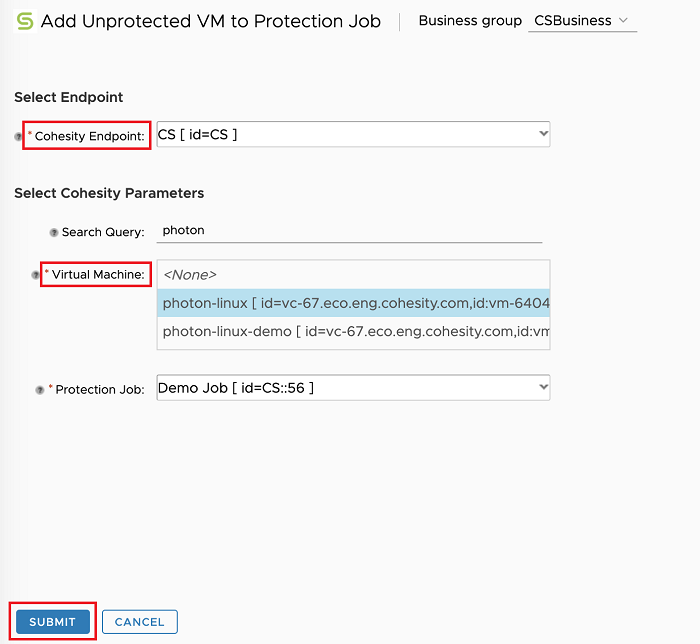 Add Unprotected VM to Protection Job
Business group CSBusiness
Select Endpoint
* Cohesity Endpoint: CS [ id=CS ]
Select Cohesity Parameters
Search Query: photon
* Virtual Machine: <None>
photon-linux [ id=vc-67.eco.eng.cohesity.com,id:vm-6404
photon-linux-demo [ id=vc-67.eco.eng.cohesity.com,id:vm
* Protection Job: Demo Job [ id=CS::56 ]
SUBMIT CANCEL